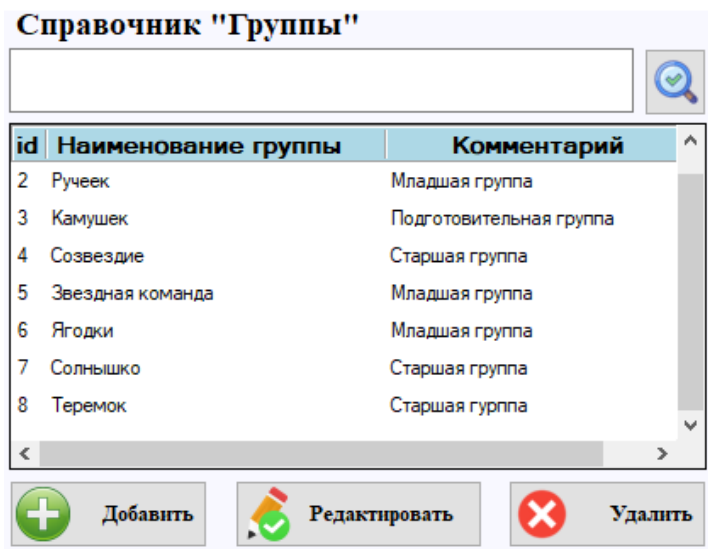 Справочник "Группы"
id Наименование группы Комментарий
2 Ручеек Младшая группа
3 Камушек Подготовительная группа
4 Созвездие Старшая группа
5 Звездная команда Младшая группа
6 Ягодки Младшая группа
7 Солнышко Старшая группа
8 Теремок Старшая гурппа
Добавить Редактировать Удалить